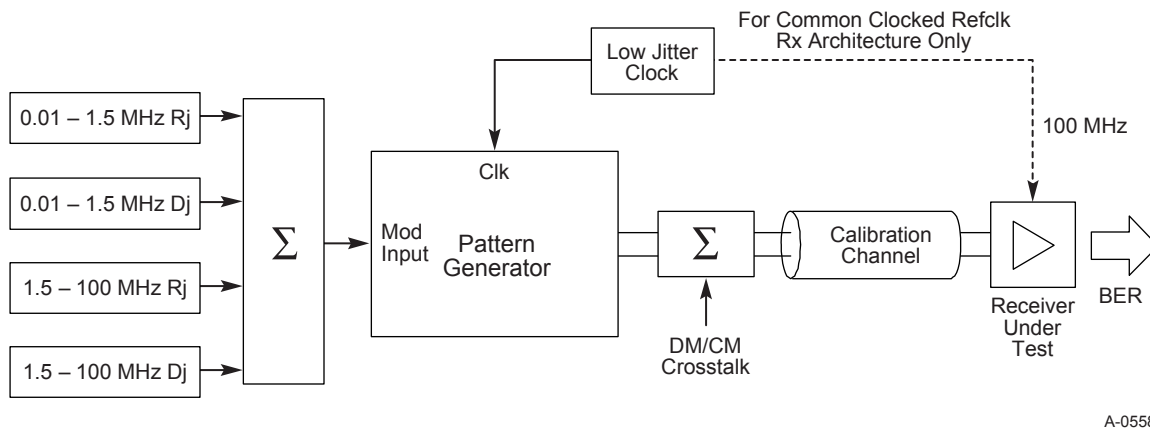 For Common Clocked Refclk
Rx Architecture Only
Low Jitter
Clock
0.01 – 1.5 MHz Rj
0.01 – 1.5 MHz Dj
1.5 – 100 MHz Rj
1.5 – 100 MHz Dj
Σ
Clk
Mod
Input
Pattern
Generator
Σ
DM/CM
Crosstalk
Calibration
Channel
100 MHz
Receiver
Under
Test
BER
A-0558